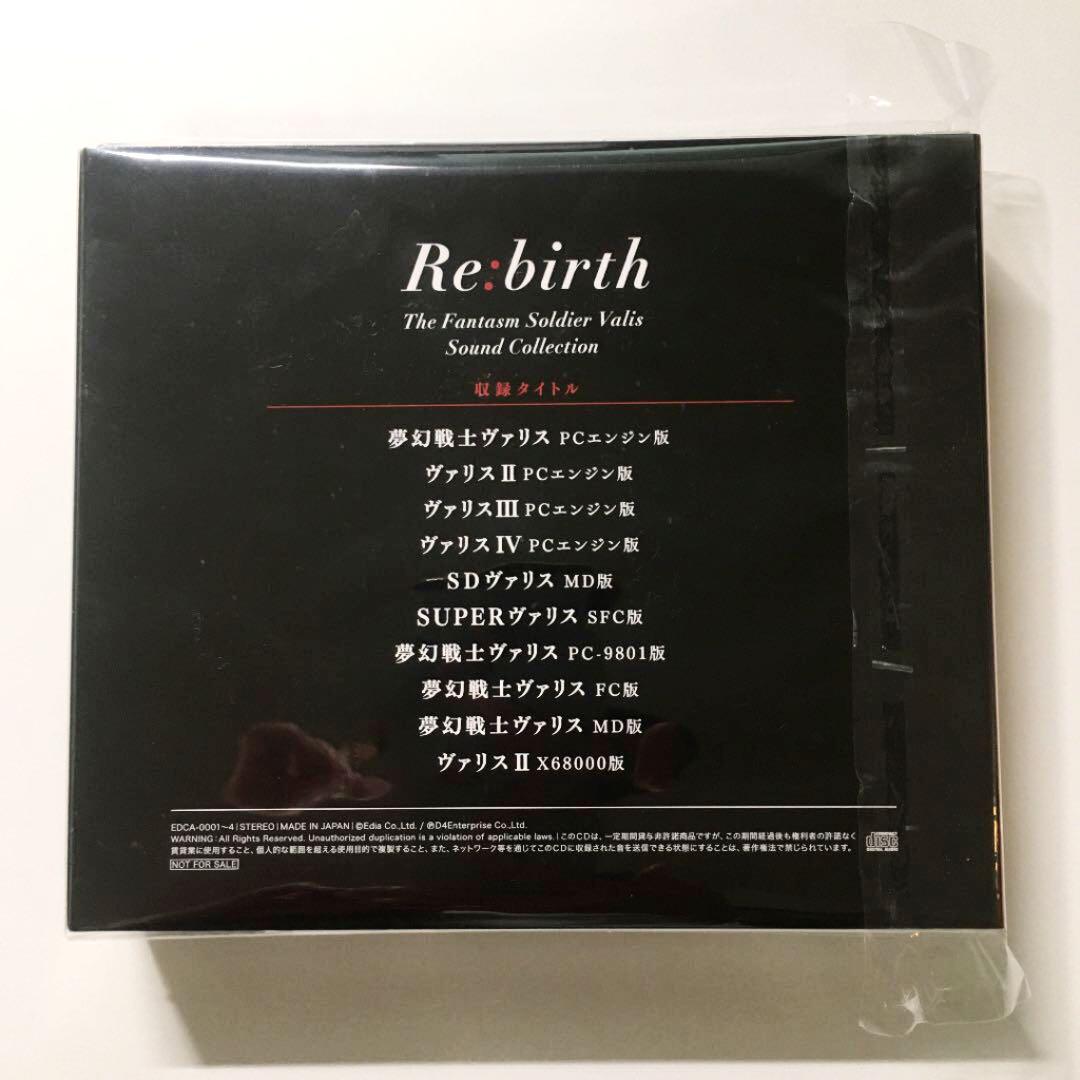 Re:birth
The Fantasm Soldier Valis
Sound Collection
収録タイトル
夢幻戦士ヴァリス PCエンジン版
ヴァリスⅡ PCエンジン版
ヴァリスⅢ PCエンジン版
ヴァリスⅣ PCエンジン版
SDヴァリス MD版
SUPERヴァリス SFC版
夢幻戦士ヴァリス PC-9801版
夢幻戦士ヴァリス FC版
夢幻戦士ヴァリス MD版
ヴァリスⅡ X68000版
EDCA-0001～4 | STEREO | MADE IN JAPAN | ©Edia Co.,Ltd. / ℗D4Enterprise Co.,Ltd.
WARNING : All Rights Reserved. Unauthorized duplication is a violation of applicable laws. | このCDは、一定期間貸与非許諾商品ですが、この期間経過後も権利者の許諾なく
賃貸業に使用すること、個人的な範囲を超える使用目的で複製すること、また、ネットワーク等を通じてこのCDに収録された音を送信できる状態にすることは、著作権法で禁じられています。
NOT FOR SALE
disc
DIGITAL AUDIO